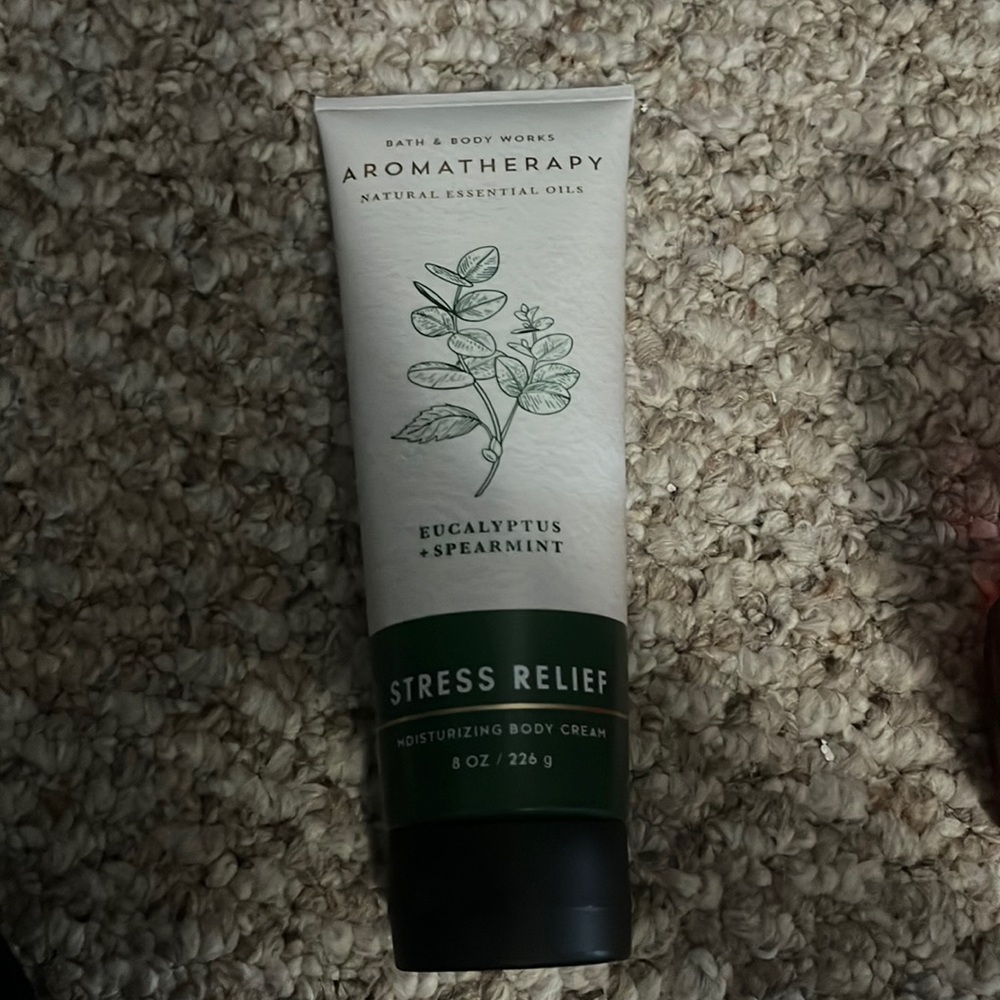 BATH & BODY WORKS
AROMATHERAPY
NATURAL ESSENTIAL OILS
EUCALYPTUS
+ SPEARMINT
STRESS RELIEF
MOISTURIZING BODY CREAM
8 OZ / 226 g